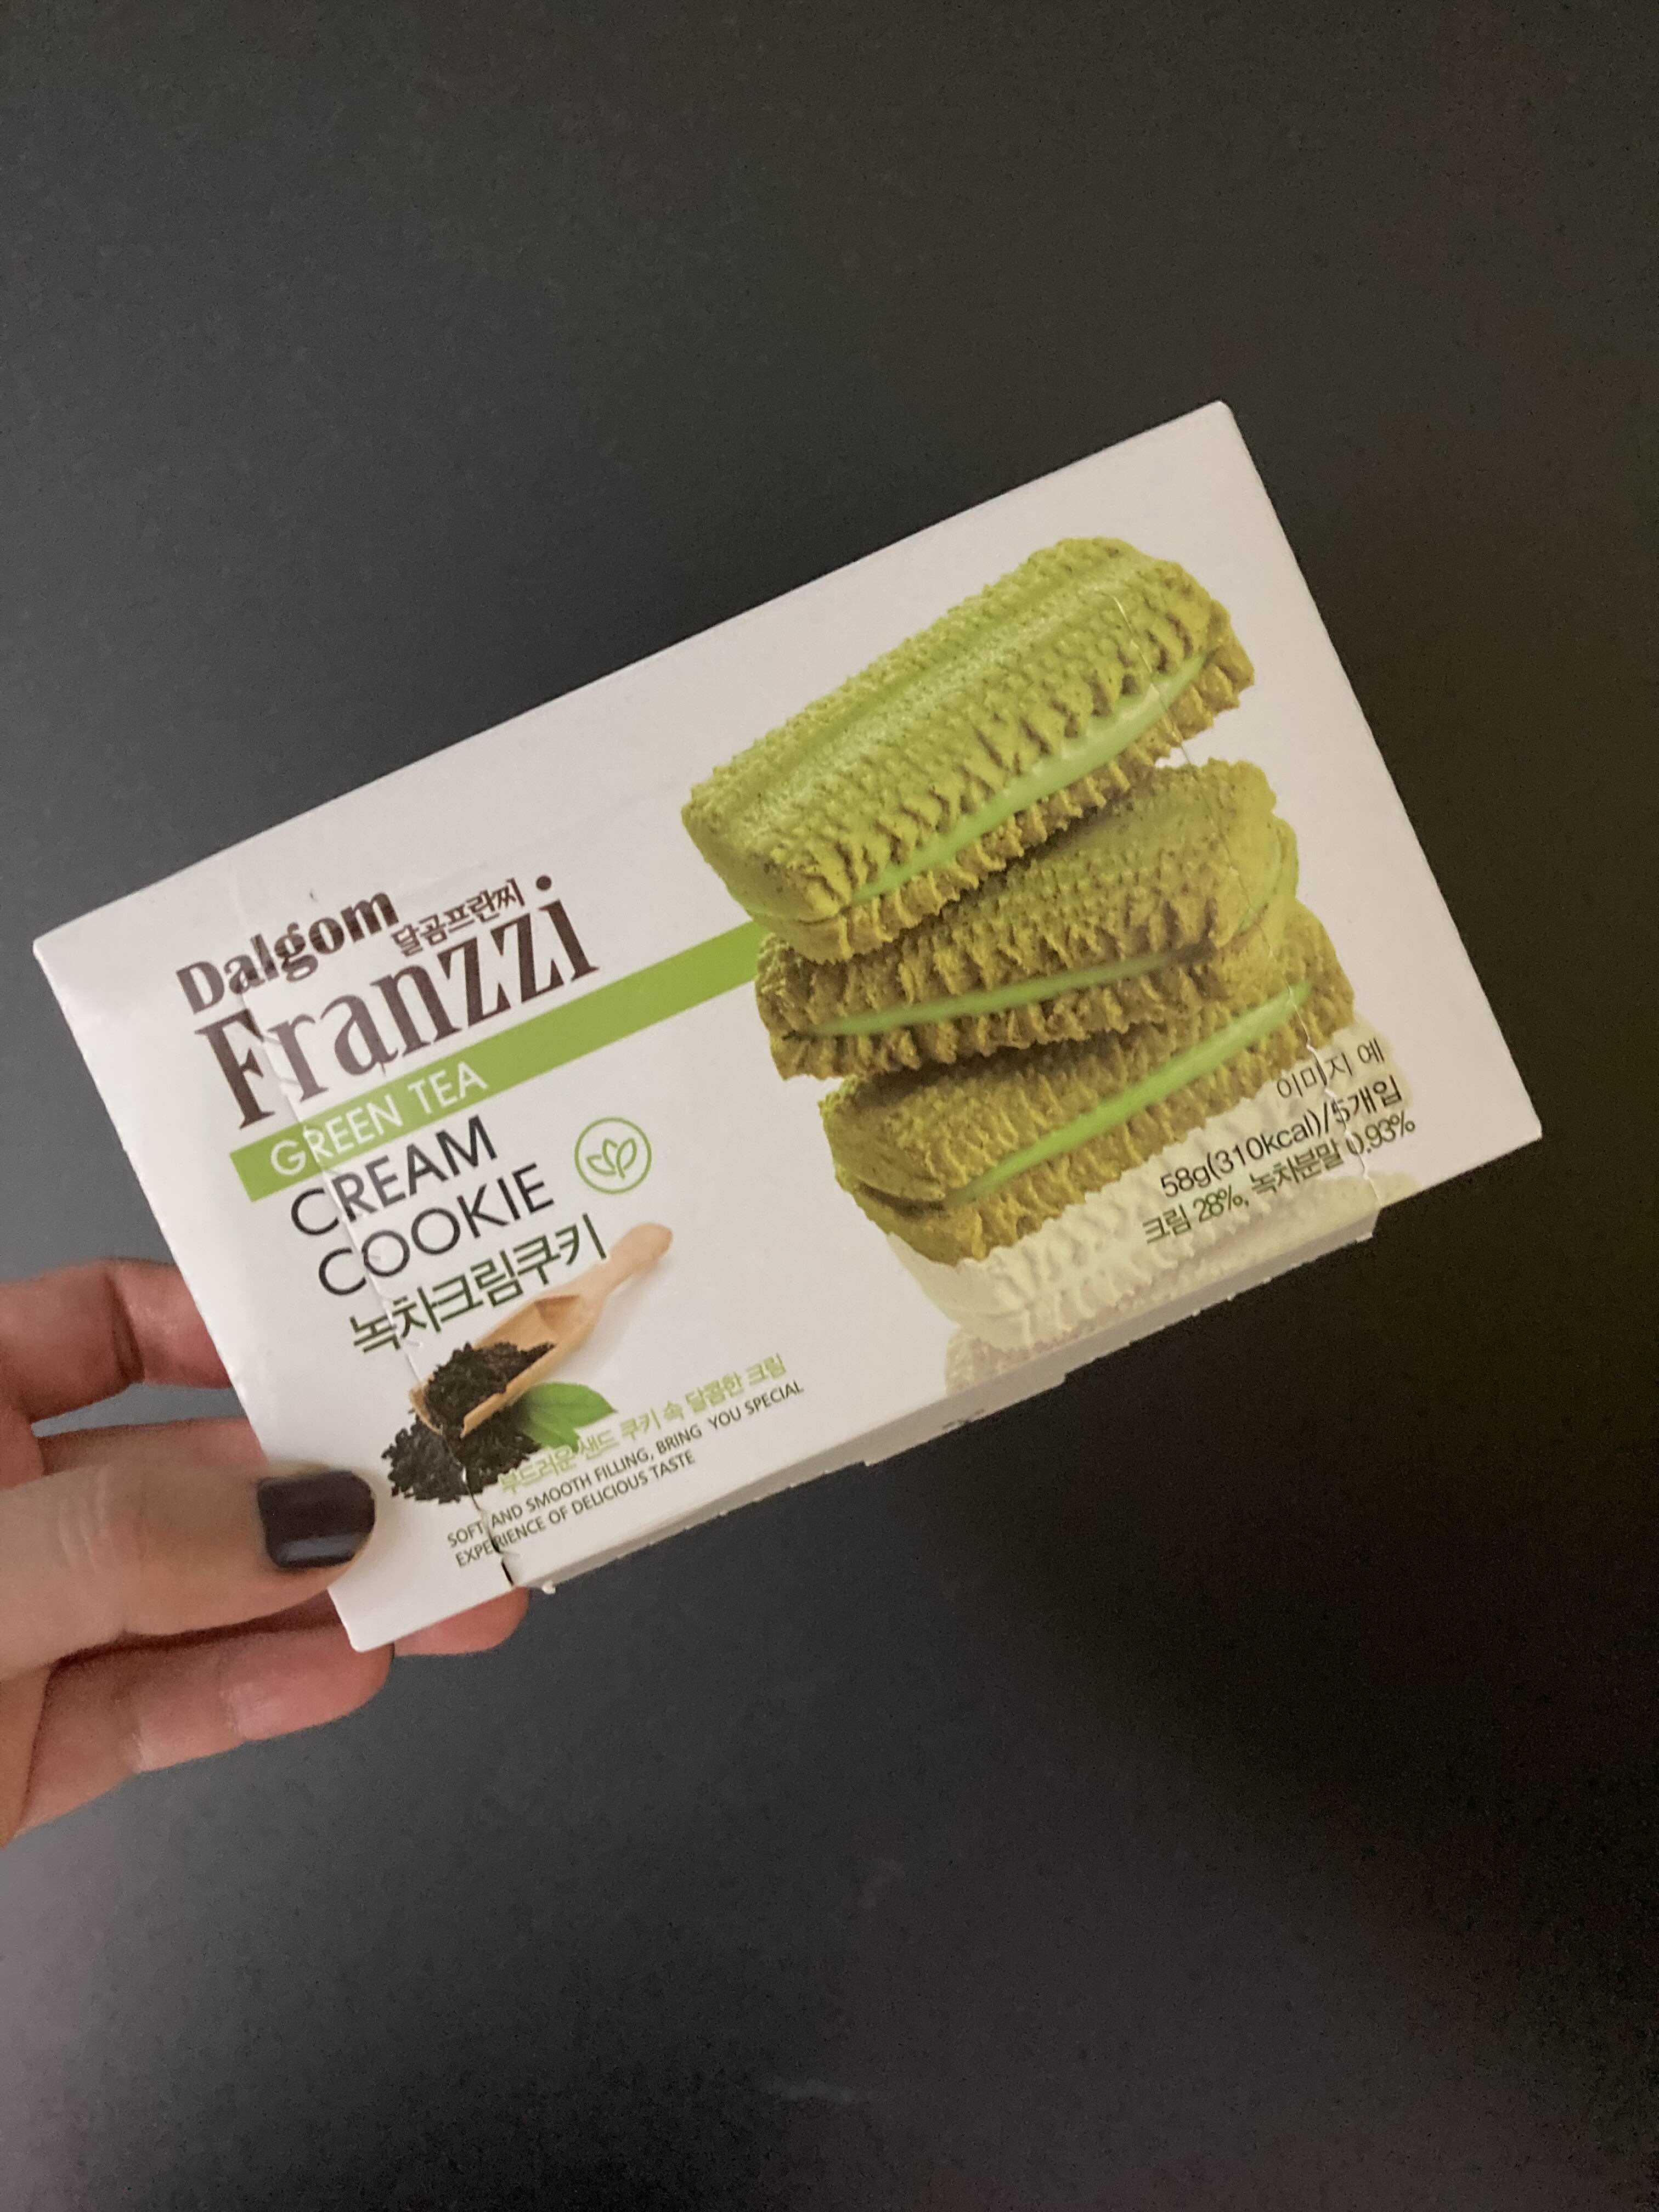 Dalgom
달곰프란찌
Franzzi
GREEN TEA
CREAM
COOKIE
녹차크림쿠키
부드러운 샌드 쿠키 속 달콤한 크림
SOFT AND SMOOTH FILLING, BRING YOU SPECIAL
EXPERIENCE OF DELICIOUS TASTE
이미지 예
58g(310kcal)/5개입
크림 28%, 녹차분말 0.93%